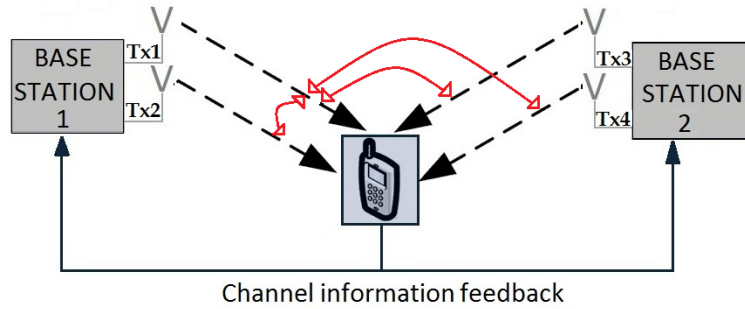 BASE
STATION
1
Tx1
Tx2
Tx3
Tx4
BASE
STATION
2
Channel information feedback